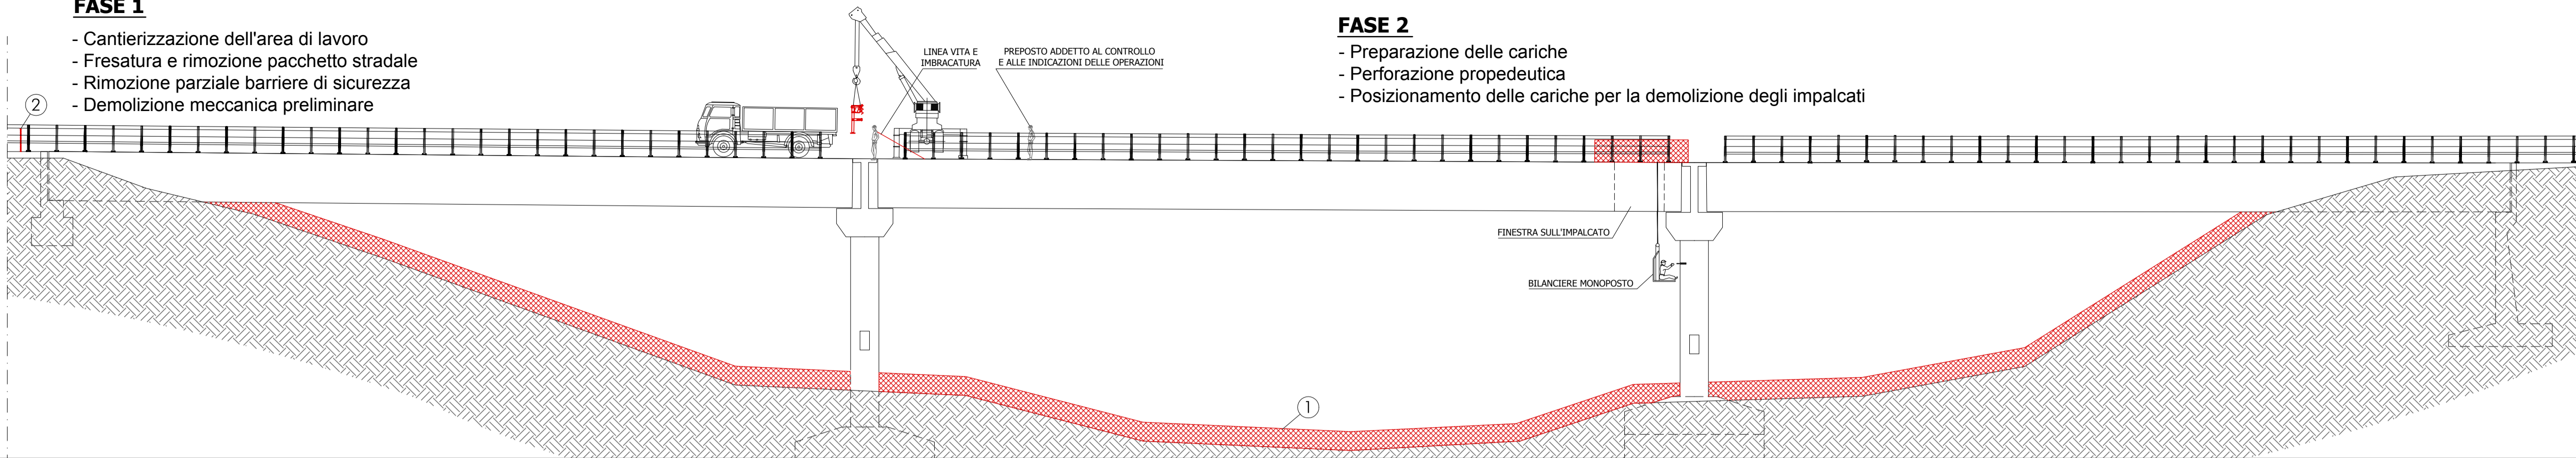 FASE 1
- Cantierizzazione dell'area di lavoro
- Fresatura e rimozione pacchetto stradale
- Rimozione parziale barriere di sicurezza
- Demolizione meccanica preliminare
2
LINEA VITA E
IMBRACATURA
PREPOSTO ADDETTO AL CONTROLLO
E ALLE INDICAZIONI DELLE OPERAZIONI
FASE 2
- Preparazione delle cariche
- Perforazione propedeutica
- Posizionamento delle cariche per la demolizione degli impalcati
FINESTRA SULL'IMPALCATO
BILANCIERE MONOPOSTO
1